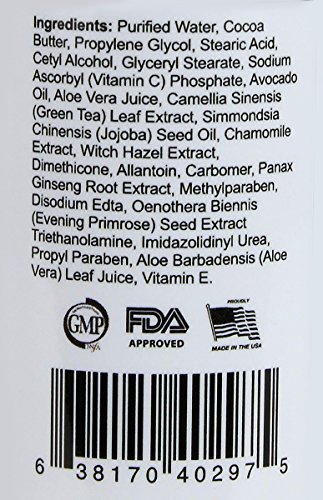 Ingredients: Purified Water, Cocoa
Butter, Propylene Glycol, Stearic Acid,
Cetyl Alcohol, Glyceryl Stearate, Sodium
Ascorbyl (Vitamin C) Phosphate, Avocado
Oil, Aloe Vera Juice, Camellia Sinensis
(Green Tea) Leaf Extract, Simmondsia
Chinensis (Jojoba) Seed Oil, Chamomile
Extract, Witch Hazel Extract,
Dimethicone, Allantoin, Carbomer, Panax
Ginseng Root Extract, Methylparaben,
Disodium Edta, Oenothera Biennis
(Evening Primrose) Seed Extract
Triethanolamine, Imidazolidinyl Urea,
Propyl Paraben, Aloe Barbadensis (Aloe
Vera) Leaf Juice, Vitamin E.
GMP
FDA
APPROVED
PROUDLY
MADE IN THE USA
6 38170 40297 5